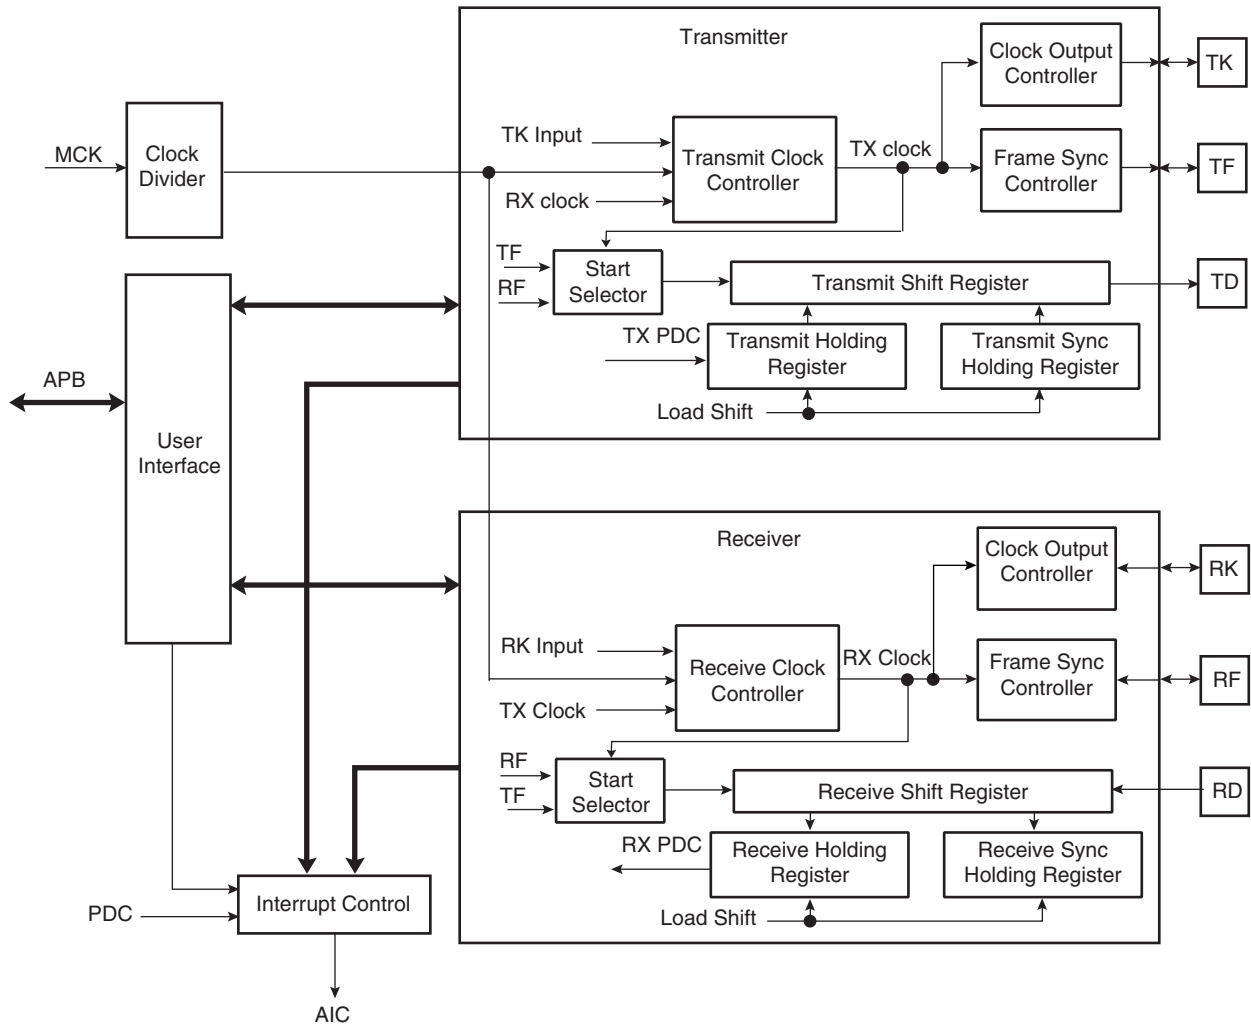 Transmitter
Clock Output
Controller
TK
MCK
Clock
Divider
TK Input
Transmit Clock
Controller
RX clock
TX clock
Frame Sync
Controller
TF
TF
RF
Start
Selector
Transmit Shift Register
TD
TX PDC
Transmit Holding
Register
Transmit Sync
Holding Register
Load Shift
APB
User
Interface
Receiver
Clock Output
Controller
RK
RK Input
Receive Clock
Controller
TX Clock
RX Clock
Frame Sync
Controller
RF
RF
TF
Start
Selector
Receive Shift Register
RD
RX PDC
Receive Holding
Register
Receive Sync
Holding Register
Load Shift
PDC
Interrupt Control
AIC